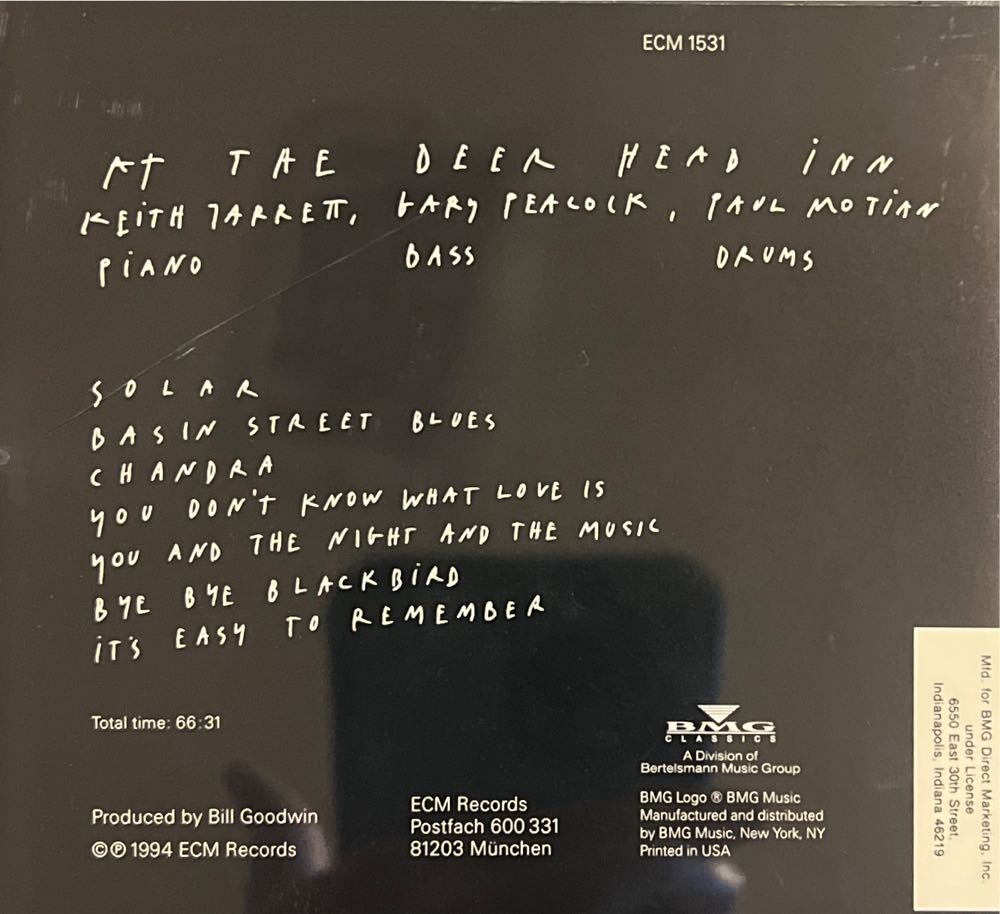 ECM 1531
AT THE DEER HEAD INN
KEITH JARRETT, GARY PEACOCK, PAUL MOTIAN
PIANO BASS DRUMS
SOLAR
BASIN STREET BLUES
CHANDRA
YOU DON'T KNOW WHAT LOVE IS
YOU AND THE NIGHT AND THE MUSIC
BYE BYE BLACKBIRD
IT'S EASY TO REMEMBER
Total time: 66:31
Produced by Bill Goodwin
©℗ 1994 ECM Records
ECM Records
Postfach 600 331
81203 München
BMG
CLASSICS
A Division of
Bertelsmann Music Group
BMG Logo ® BMG Music
Manufactured and distributed
by BMG Music, New York, NY
Printed in USA
Mfd. for BMG Direct Marketing, Inc.
under License
6550 East 30th Street,
Indianapolis, Indiana 46219